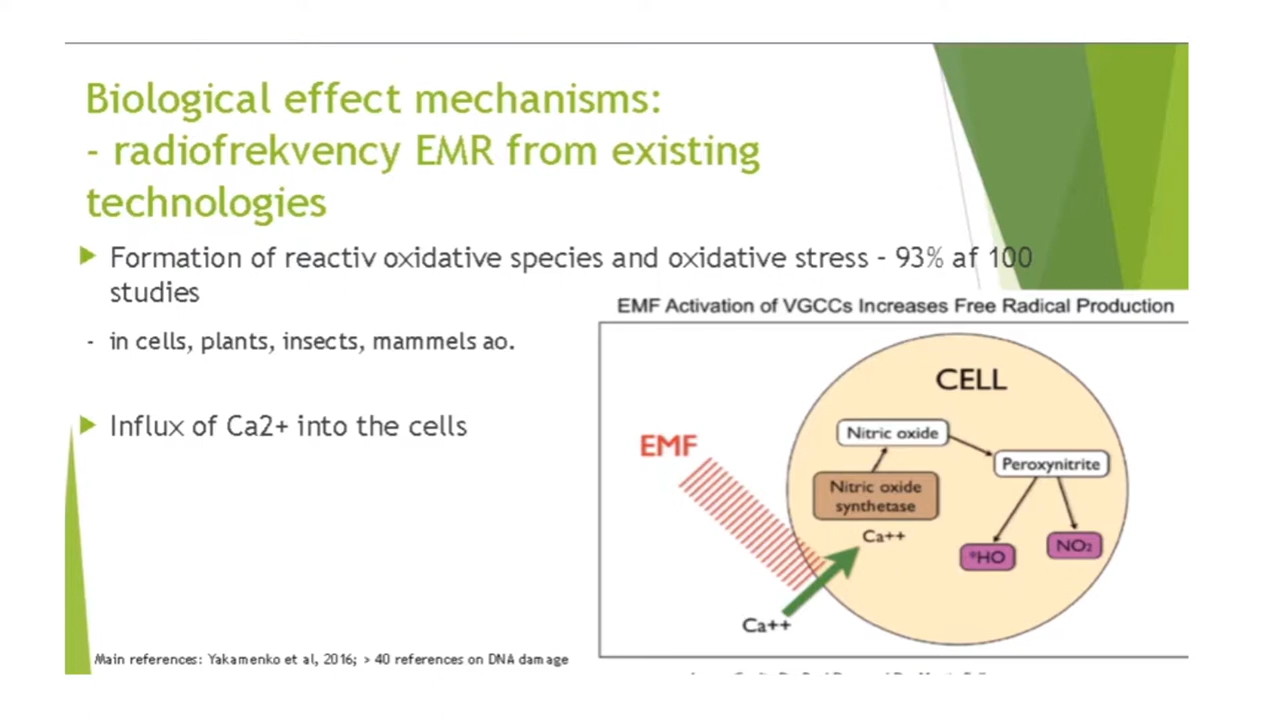 Biological effect mechanisms:
- radiofrekvency EMR from existing
technologies
Formation of reactiv oxidative species and oxidative stress - 93% af 100
studies
- in cells, plants, insects, mammels ao.
Influx of Ca2+ into the cells
EMF Activation of VGCCs Increases Free Radical Production
CELL
EMF
Nitric oxide
Peroxynitrite
Nitric oxide
synthetase
Ca++
°HO
NO₂
Ca++
Main references: Yakamenko et al, 2016; > 40 references on DNA damage